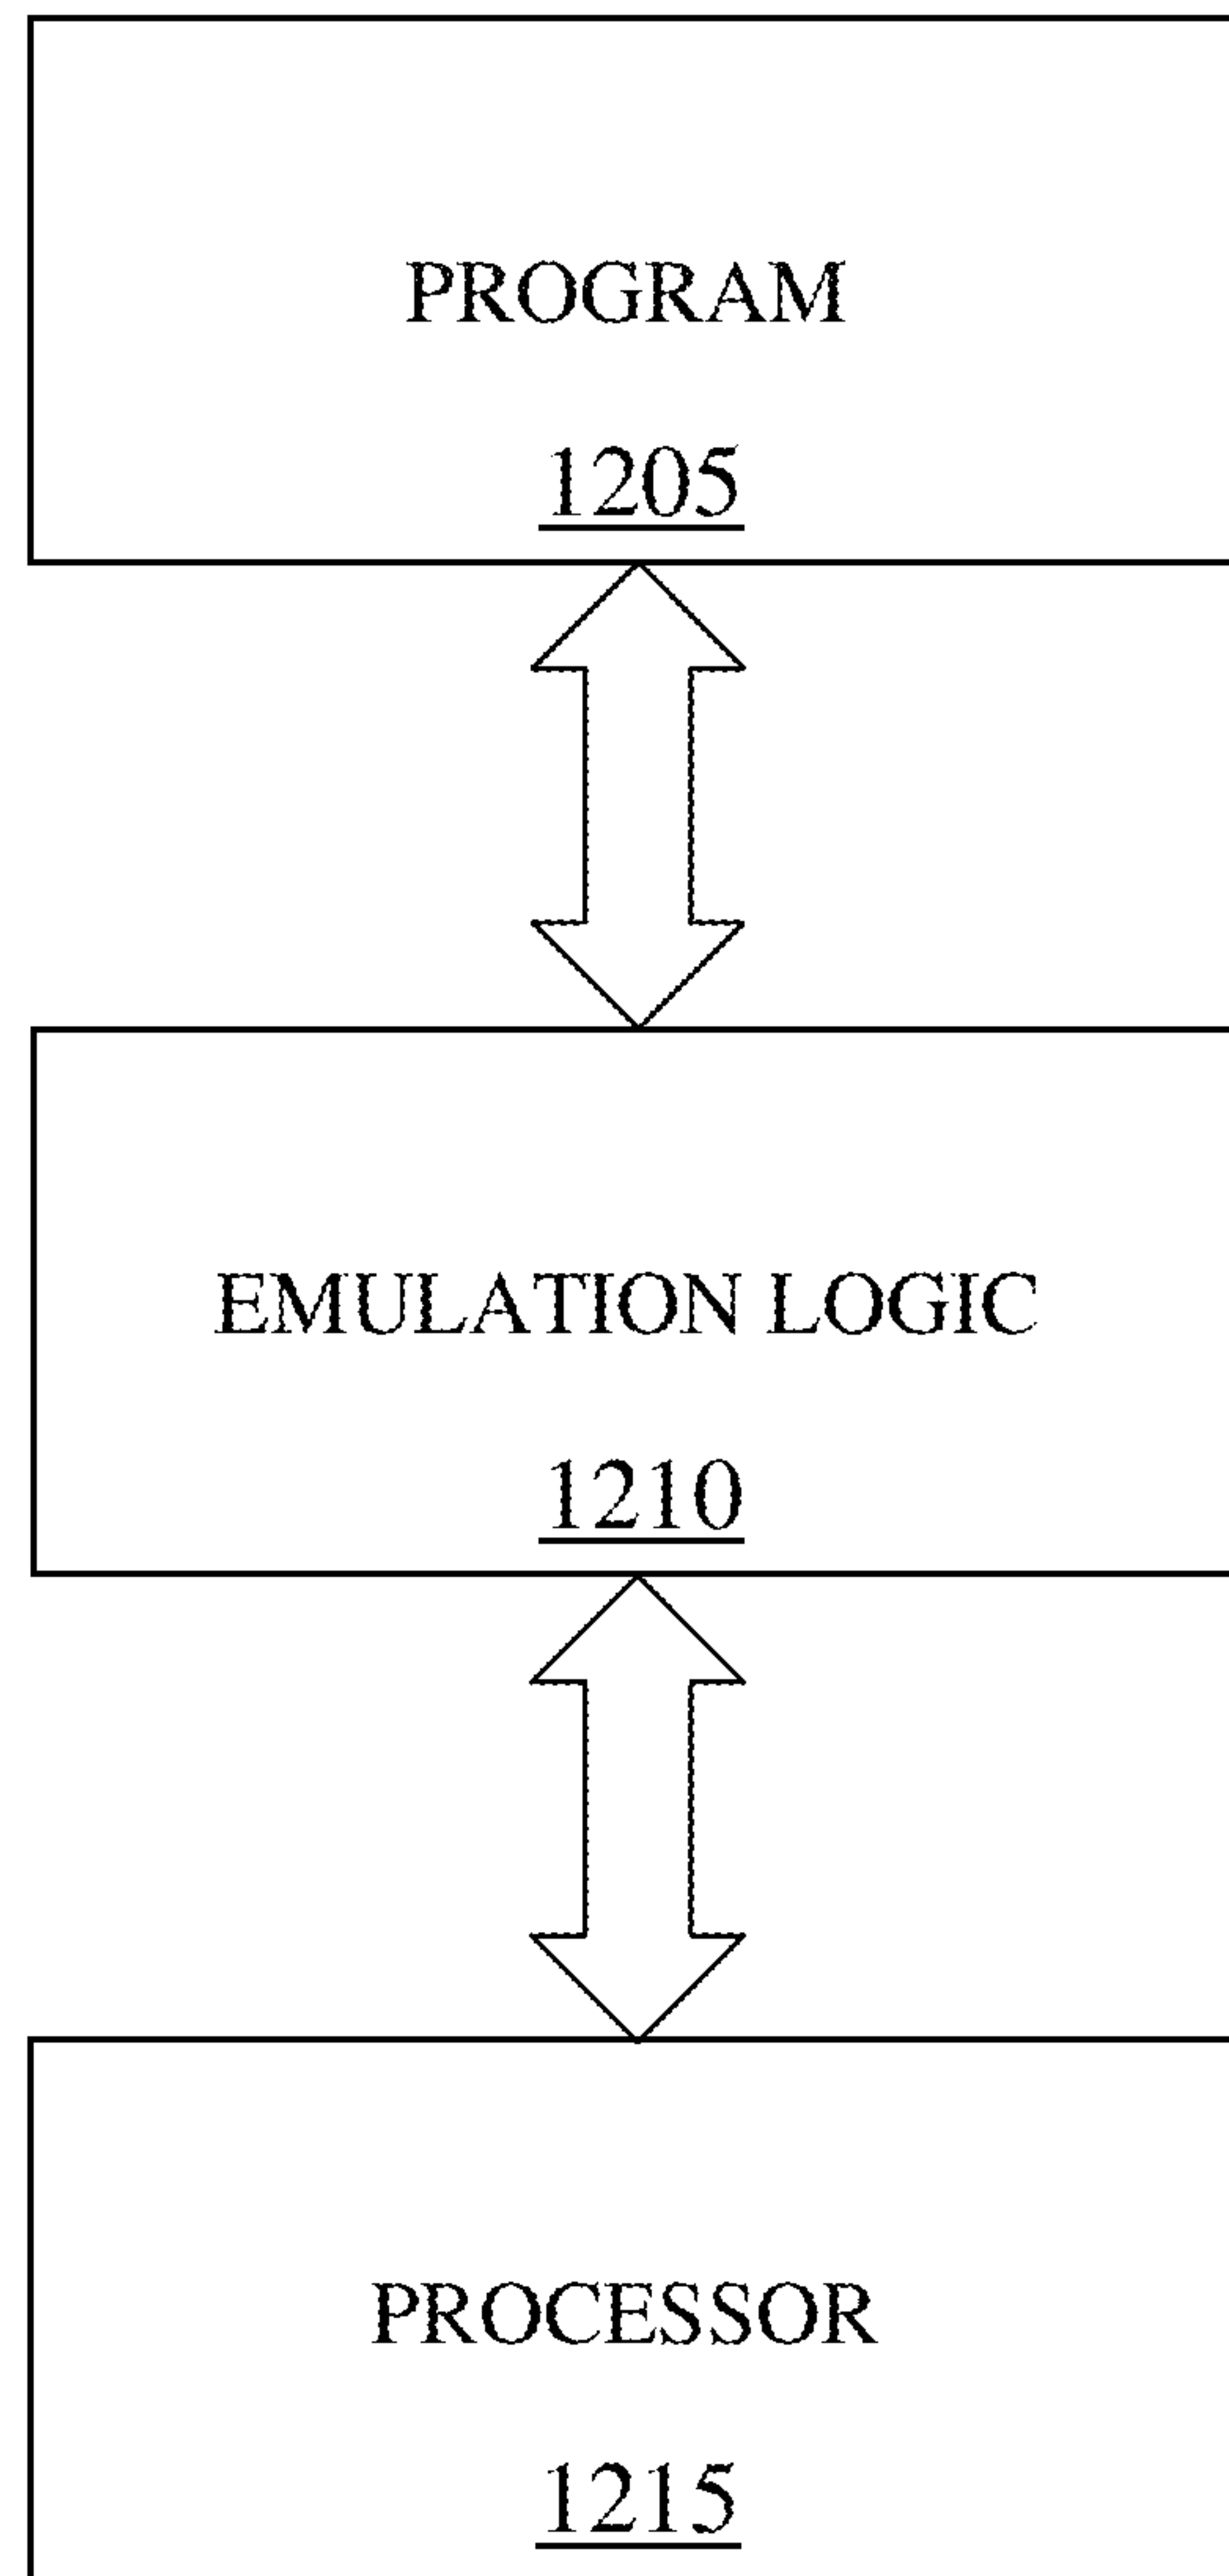 PROGRAM
1205
EMULATION LOGIC
1210
PROCESSOR
1215